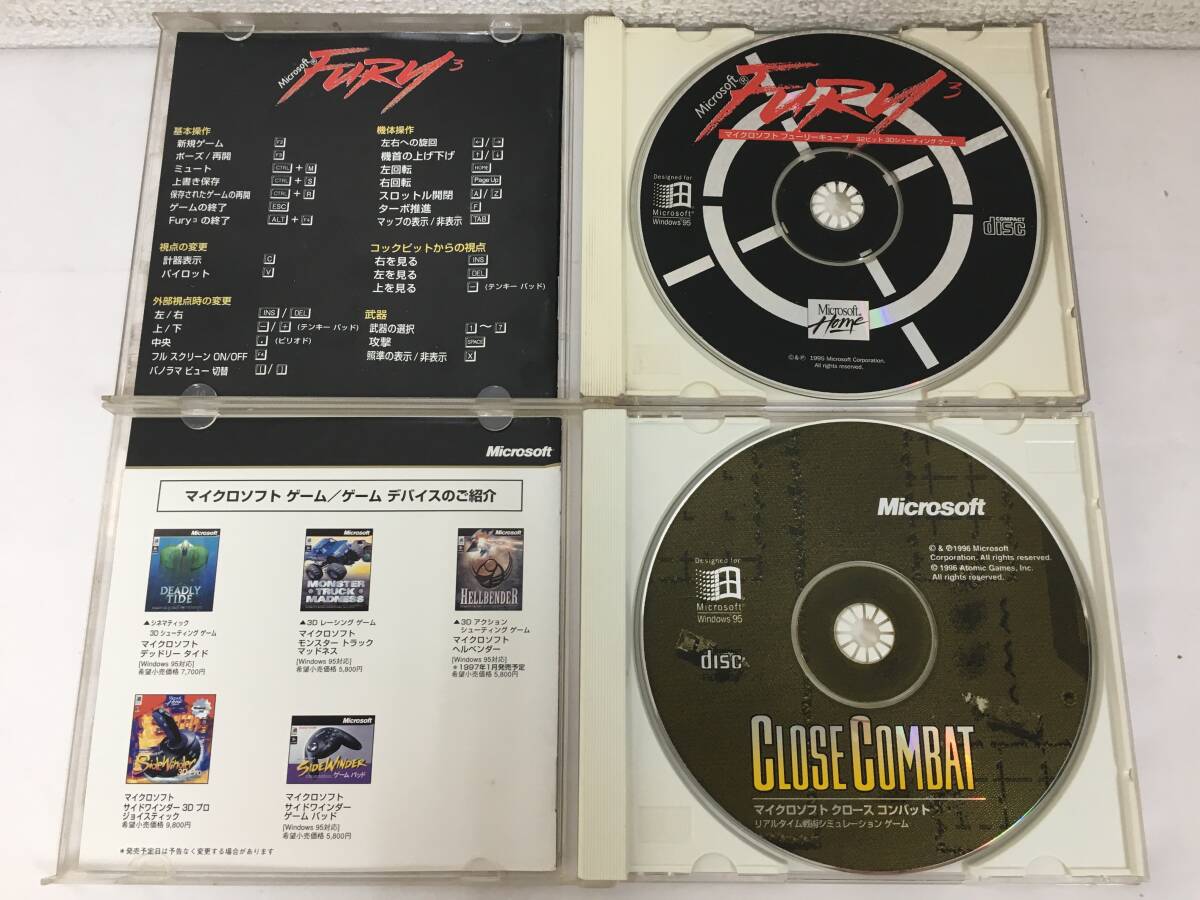 Microsoft® FURY 3
基本操作
新規ゲーム F2
ポーズ/再開 F3
ミュート CTRL + M
上書き保存 CTRL + S
保存されたゲームの再開 CTRL + R
ゲームの終了 ESC
Fury3 の終了 ALT + F4
視点の変更
計器表示 C
パイロット V
外部視点時の変更
左/右 INS / DEL
上/下 − / + (テンキー パッド)
中央 . (ピリオド)
フル スクリーン ON/OFF F4
パノラマ ビュー 切替 [ / ]
機体操作
左右への旋回 ← / →
機首の上げ下げ ↑ / ↓
左回転 HOME
右回転 Page Up
スロットル開閉 A / Z
ターボ推進 F
マップの表示/非表示 TAB
コックピットからの視点
右を見る INS
左を見る DEL
上を見る − (テンキー パッド)
武器
武器の選択 1 〜 7
攻撃 SPACE
照準の表示/非表示 X
Microsoft® FURY 3
マイクロソフト フューリーキューブ 32ビット 3Dシューティング ゲーム
Designed for
Microsoft®
Windows®95
COMPACT
disc
Microsoft
Home
© & ℗ 1995 Microsoft Corporation.
All rights reserved.
Microsoft
マイクロソフト ゲーム/ゲーム デバイスのご紹介
Microsoft
DEADLY
TIDE
▲シネマティック
3D シューティング ゲーム
マイクロソフト
デッドリー タイド
[Windows 95対応]
希望小売価格 7,700円
Microsoft
MONSTER
TRUCK
MADNESS
▲3D レーシング ゲーム
マイクロソフト
モンスター トラック
マッドネス
[Windows 95対応]
希望小売価格 5,800円
Microsoft
HELLBENDER
▲3D アクション
シューティング ゲーム
マイクロソフト
ヘルベンダー
[Windows 95対応]
*1997年1月発売予定
希望小売価格 5,800円
SideWinder
3D Pro
マイクロソフト
サイドワインダー 3D プロ
ジョイスティック
希望小売価格 9,800円
Microsoft
SIDEWINDER
ゲーム パッド
マイクロソフト
サイドワインダー
ゲーム パッド
[Windows 95対応]
希望小売価格 5,800円
*発売予定日は予告なく変更する場合があります
Microsoft
© & ℗1996 Microsoft
Corporation. All rights reserved.
© 1996 Atomic Games, Inc.
All rights reserved.
Designed for
Microsoft®
Windows®95
disc
CLOSE COMBAT
マイクロソフト クロース コンバット
リアルタイム戦術シミュレーション ゲーム